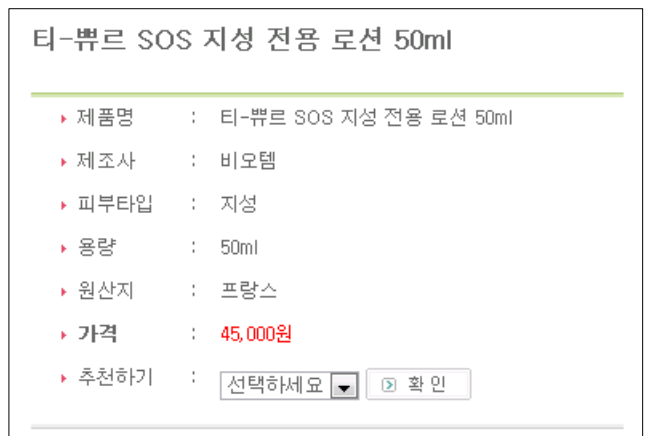 티-쀼르 SOS 지성 전용 로션 50ml
제품명 : 티-쀼르 SOS 지성 전용 로션 50ml
제조사 : 비오템
피부타입 : 지성
용량 : 50ml
원산지 : 프랑스
가격 : 45,000원
추천하기 : 선택하세요 확인